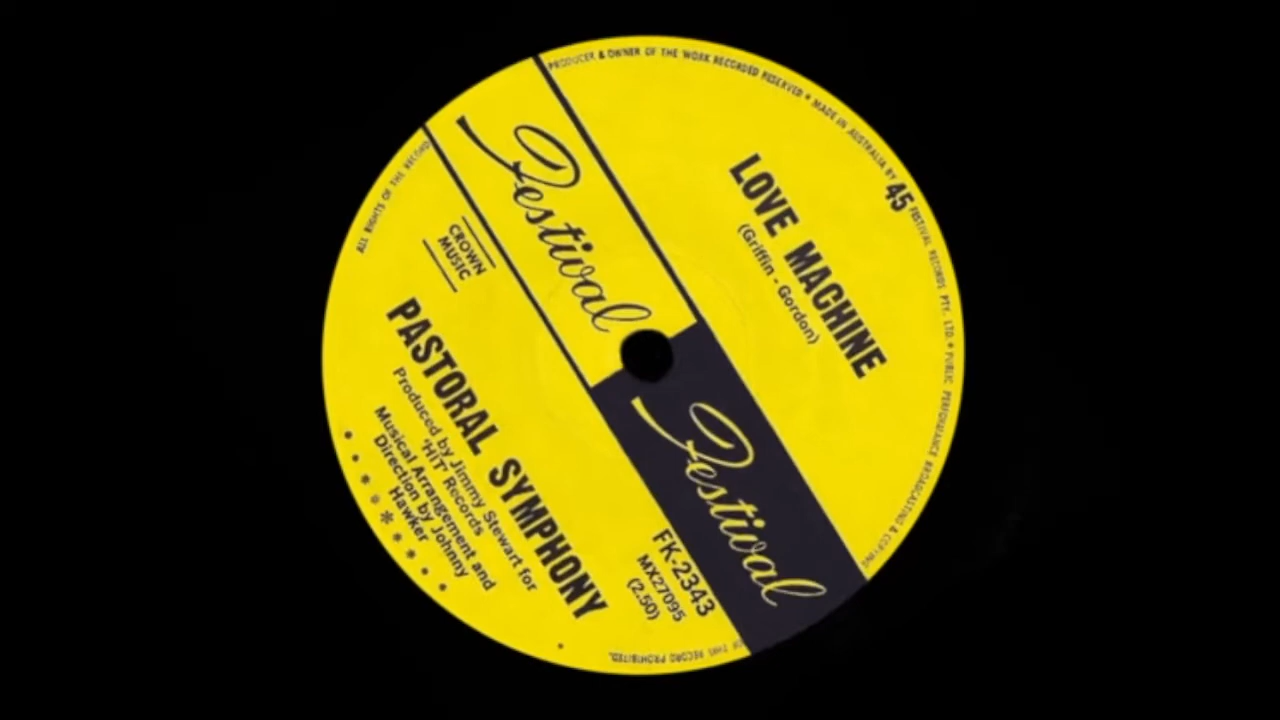 PRODUCER & OWNER OF THE WORK RECORDED RESERVED * MADE IN AUSTRALIA BY FESTIVAL RECORDS PTY. LTD. * PUBLIC PERFORMANCE BROADCASTING & COPYING
OF THIS RECORD PROHIBITED.
ALL RIGHTS OF THE RECORD
45
LOVE MACHINE
(Griffin - Gordon)
Festival
Festival
CROWN
MUSIC
FK-2343
MX27095
(2.50)
PASTORAL SYMPHONY
Produced by Jimmy Stewart for
'HIT' Records
Musical Arrangement and
Direction by Johnny
Hawker